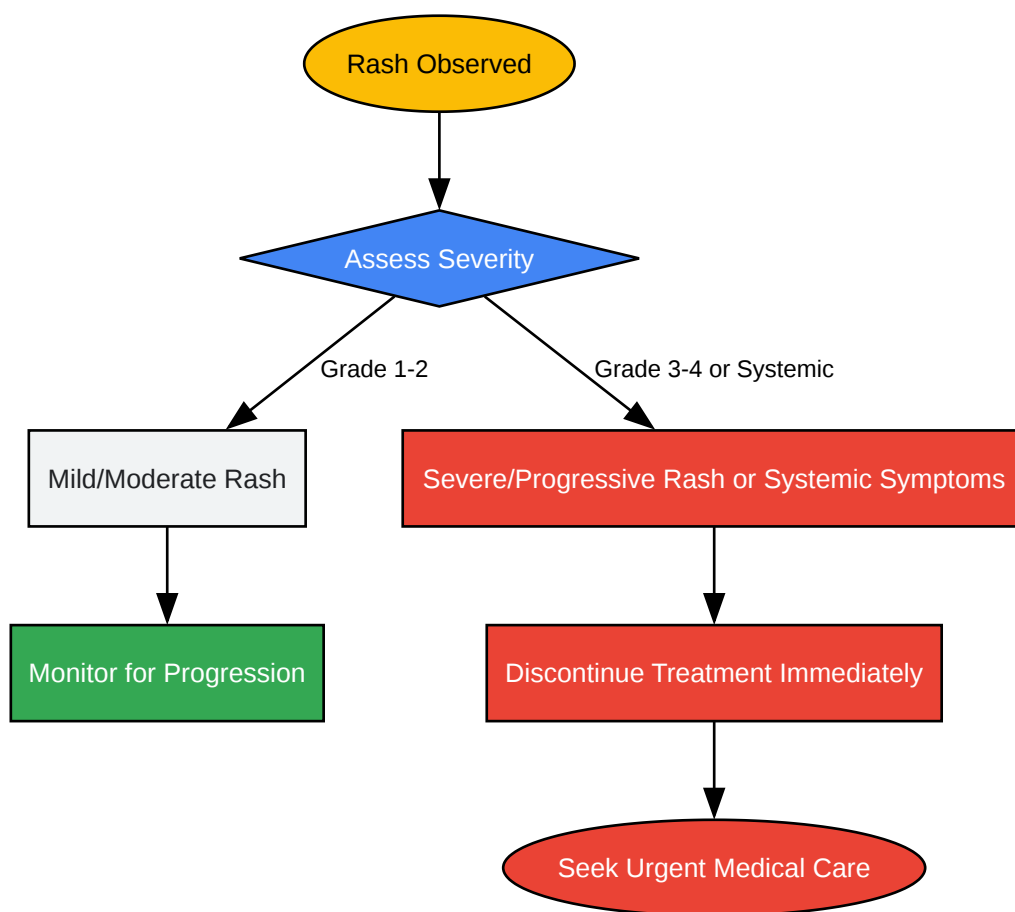 Rash Observed
Assess Severity
Grade 1-2
Grade 3-4 or Systemic
Mild/Moderate Rash
Severe/Progressive Rash or Systemic Symptoms
Monitor for Progression
Discontinue Treatment Immediately
Seek Urgent Medical Care